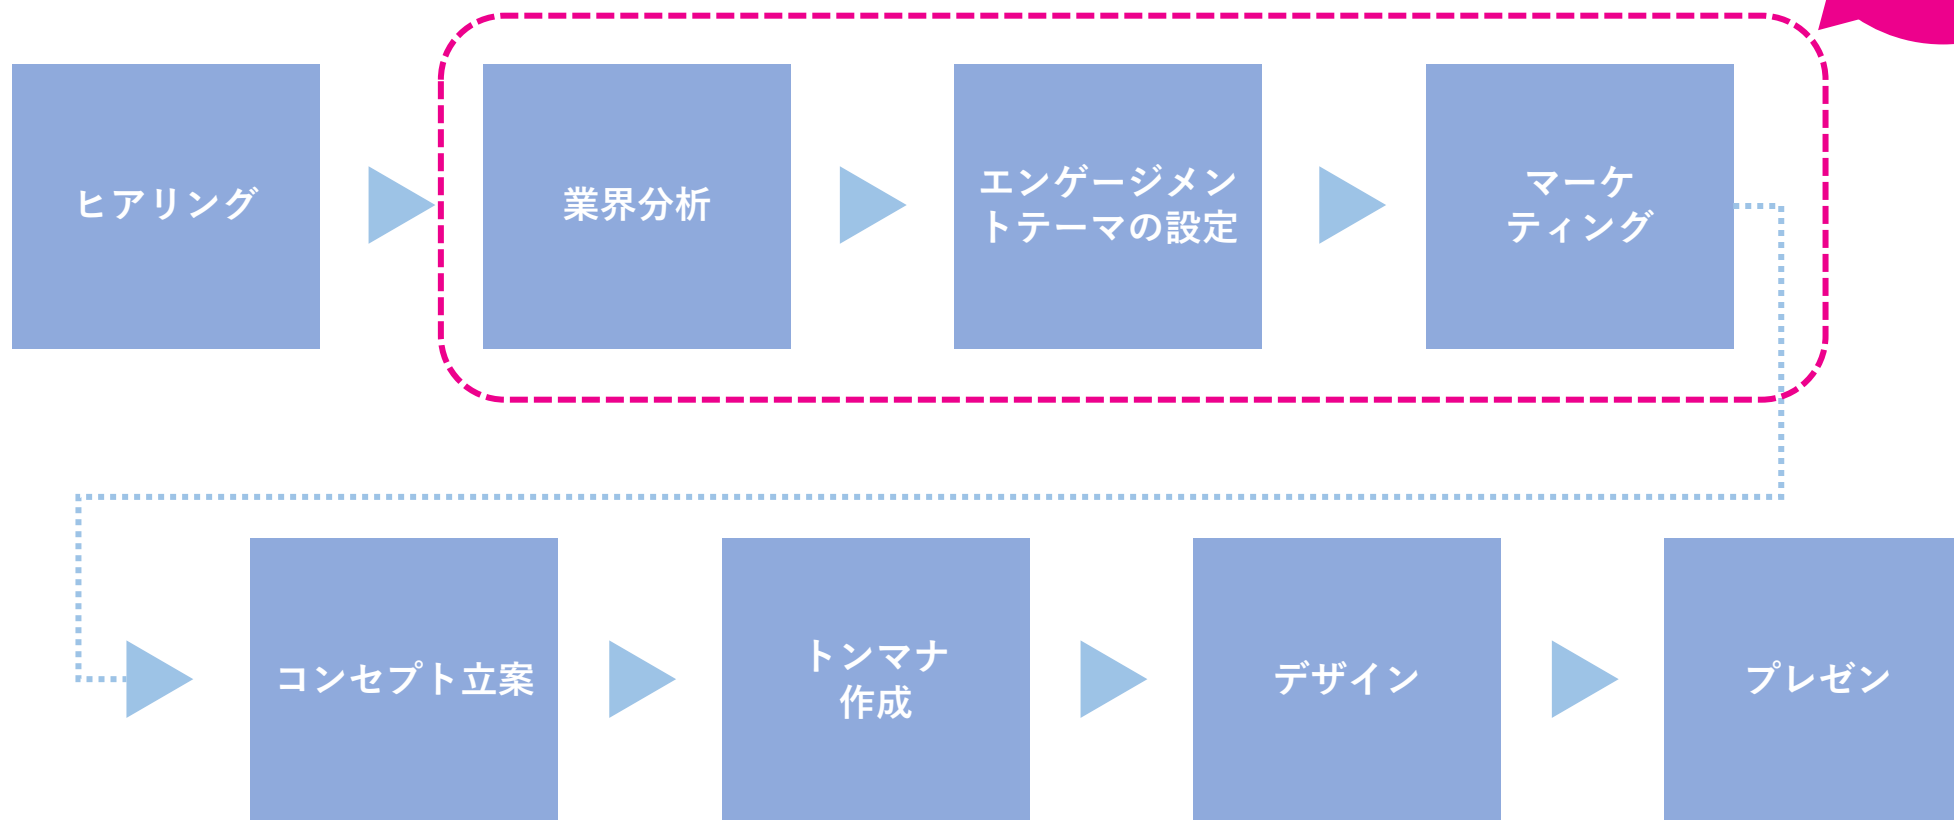 ヒアリング
業界分析
エンゲージメン
トテーマの設定
マーケ
ティング
コンセプト立案
トンマナ
作成
デザイン
プレゼン